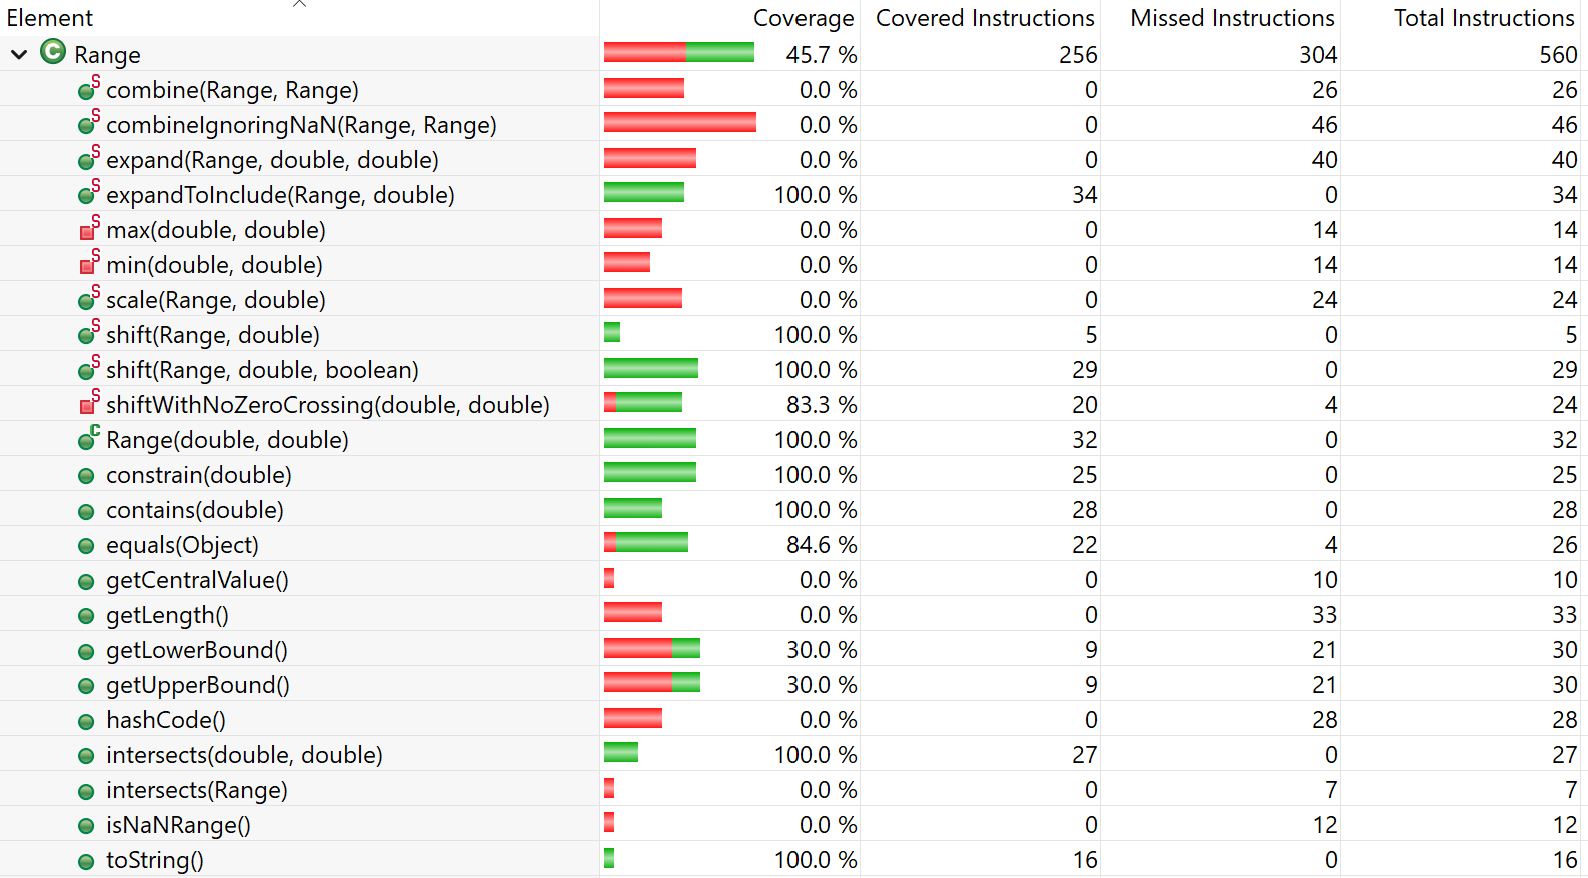 Element Coverage Covered Instructions Missed Instructions Total Instructions
C Range 45.7 % 256 304 560
S combine(Range, Range) 0.0 % 0 26 26
S combineIgnoringNaN(Range, Range) 0.0 % 0 46 46
S expand(Range, double, double) 0.0 % 0 40 40
S expandToInclude(Range, double) 100.0 % 34 0 34
S max(double, double) 0.0 % 0 14 14
S min(double, double) 0.0 % 0 14 14
S scale(Range, double) 0.0 % 0 24 24
S shift(Range, double) 100.0 % 5 0 5
S shift(Range, double, boolean) 100.0 % 29 0 29
S shiftWithNoZeroCrossing(double, double) 83.3 % 20 4 24
C Range(double, double) 100.0 % 32 0 32
constrain(double) 100.0 % 25 0 25
contains(double) 100.0 % 28 0 28
equals(Object) 84.6 % 22 4 26
getCentralValue() 0.0 % 0 10 10
getLength() 0.0 % 0 33 33
getLowerBound() 30.0 % 9 21 30
getUpperBound() 30.0 % 9 21 30
hashCode() 0.0 % 0 28 28
intersects(double, double) 100.0 % 27 0 27
intersects(Range) 0.0 % 0 7 7
isNaNRange() 0.0 % 0 12 12
toString() 100.0 % 16 0 16